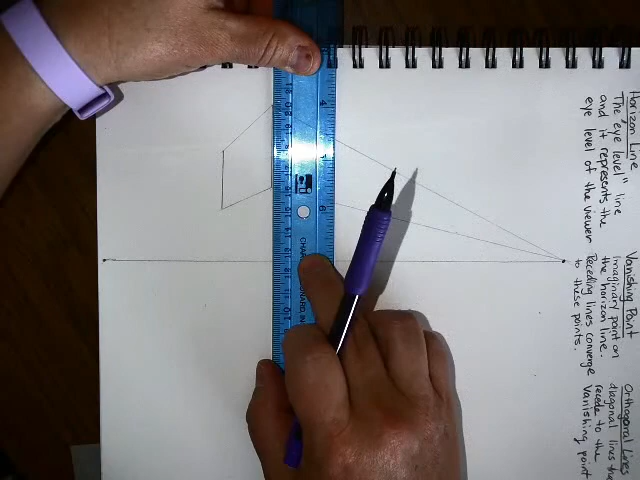 Horizon Line
The "eye level" line
and it represents the
eye level of the viewer
Vanishing Point
Imaginary point on
the horizon line.
Receding lines converge
to these points.
Orthogonal Lines
diagonal lines tha
recede to the
Vanishing point